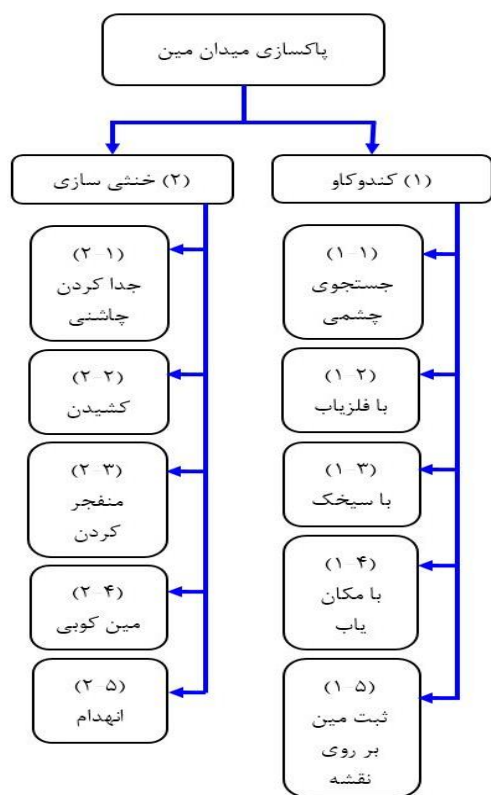 پاکسازی میدان مین
(۱) کندوکاو
(۱-۱)
جستجوی
چشمی
(۱-۲)
با فلزیاب
(۱-۳)
با سیخک
(۱-۴)
با مکان
یاب
(۱-۵)
ثبت مین
بر روی
نقشه
(۲) خنثی سازی
(۲-۱)
جدا کردن
چاشنی
(۲-۲)
کشیدن
(۲-۳)
منفجر
کردن
(۲-۴)
مین کوبی
(۲-۵)
انهدام